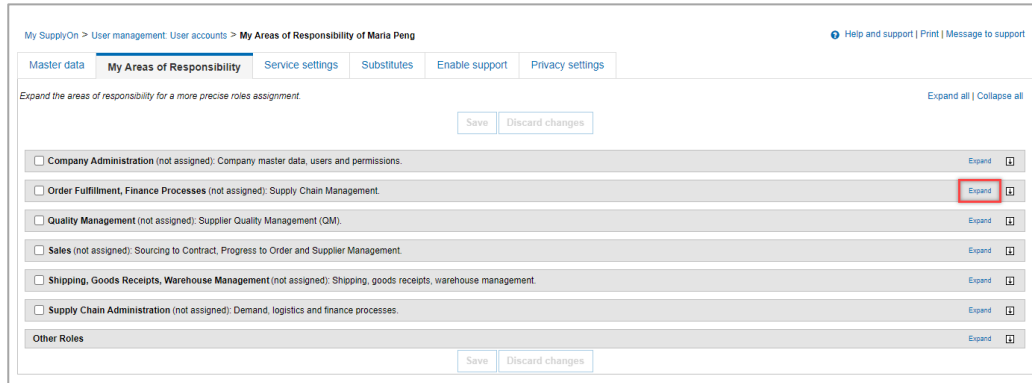 My SupplyOn > User management: User accounts > My Areas of Responsibility of Maria Peng
Help and support | Print | Message to support
Master data My Areas of Responsibility Service settings Substitutes Enable support Privacy settings
Expand the areas of responsibility for a more precise roles assignment.
Expand all | Collapse all
Save Discard changes
Company Administration (not assigned): Company master data, users and permissions. Expand
Order Fulfillment, Finance Processes (not assigned): Supply Chain Management. Expand
Quality Management (not assigned): Supplier Quality Management (QM). Expand
Sales (not assigned): Sourcing to Contract, Progress to Order and Supplier Management. Expand
Shipping, Goods Receipts, Warehouse Management (not assigned): Shipping, goods receipts, warehouse management. Expand
Supply Chain Administration (not assigned): Demand, logistics and finance processes. Expand
Other Roles Expand
Save Discard changes